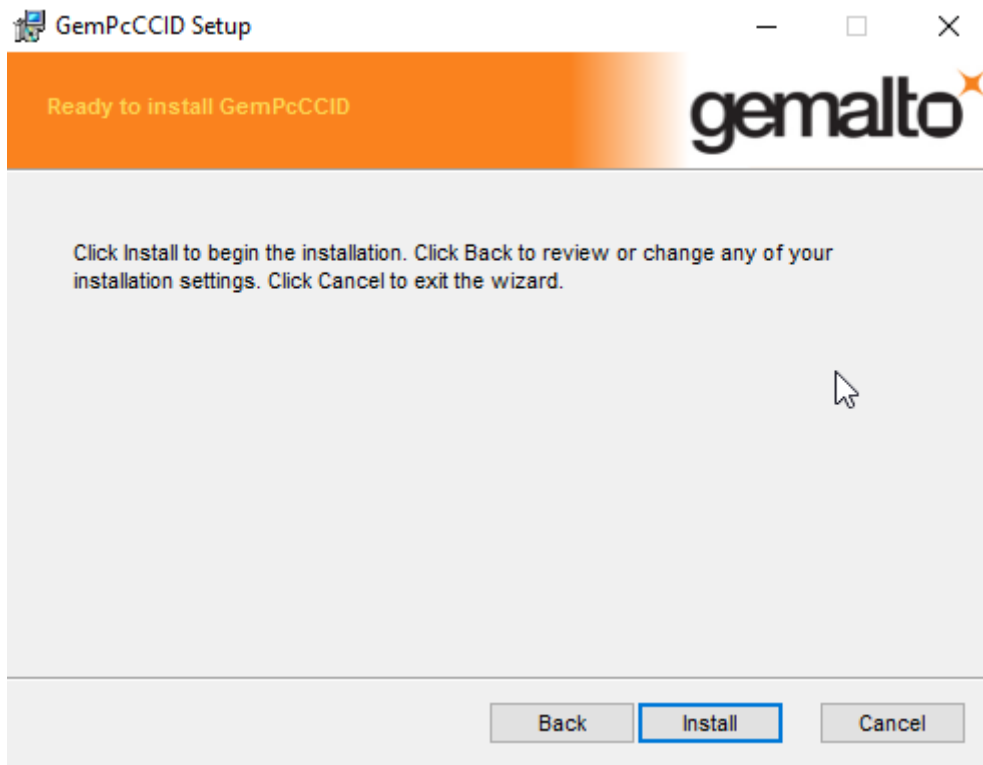 GemPcCCID Setup
Ready to install GemPcCCID
gemalto
Click Install to begin the installation. Click Back to review or change any of your
installation settings. Click Cancel to exit the wizard.
Back
Install
Cancel